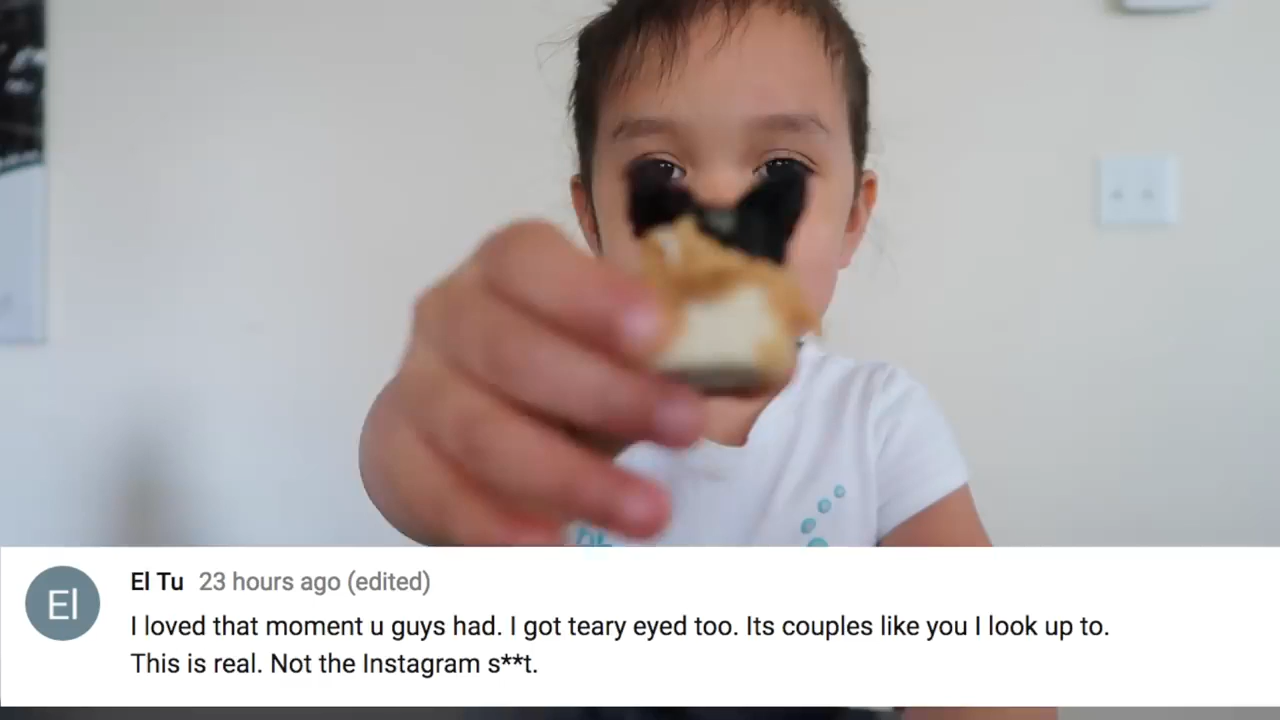 El
El Tu 23 hours ago (edited)
I loved that moment u guys had. I got teary eyed too. Its couples like you I look up to.
This is real. Not the Instagram s**t.